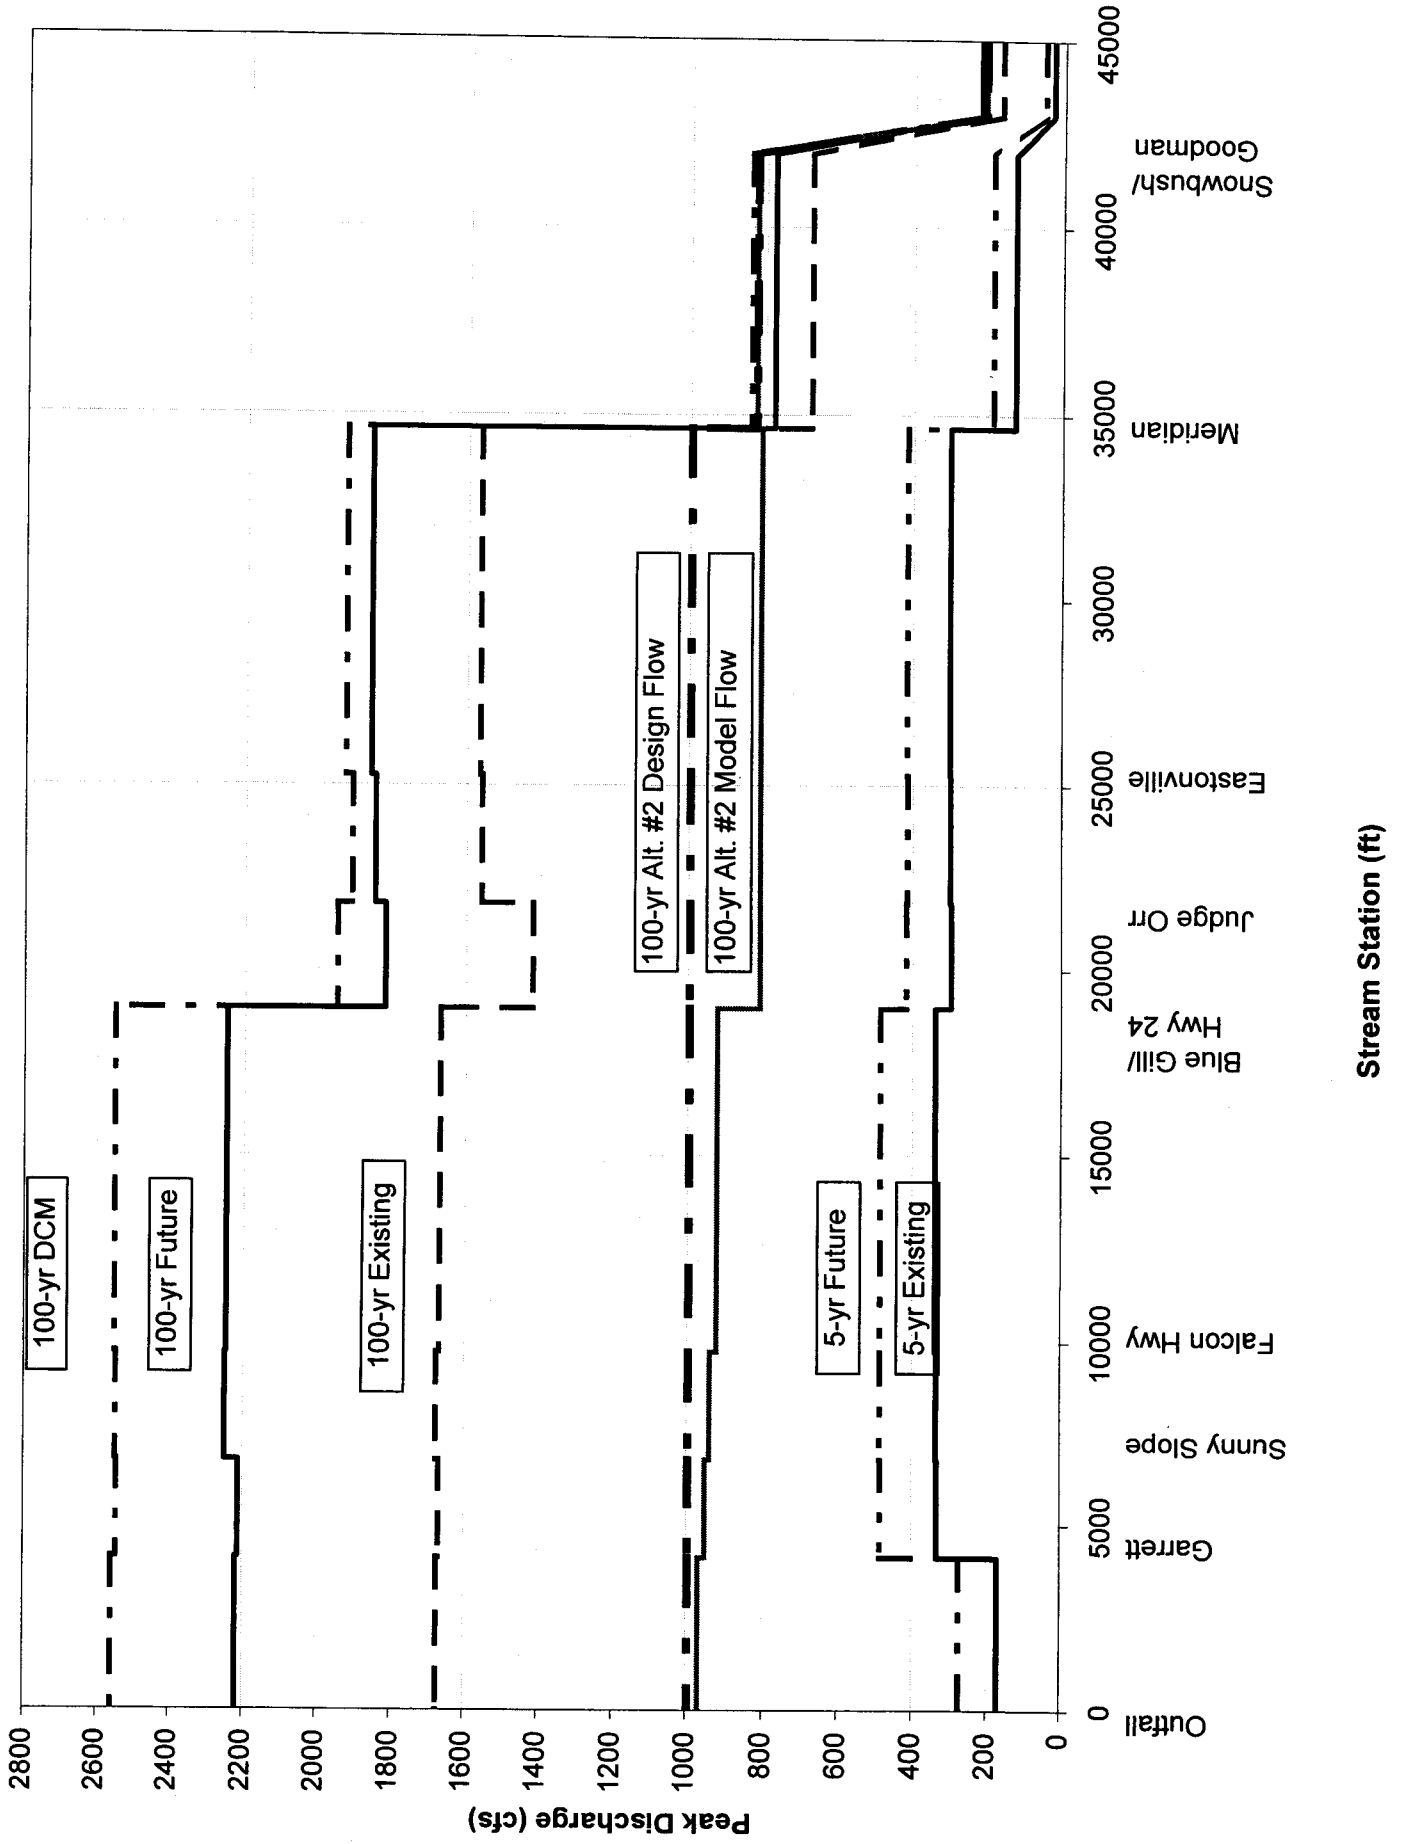 2800
2600
2400
2200
2000
1800
1600
1400
1200
1000
800
600
400
200
0
Peak Discharge (cfs)
100-yr DCM
100-yr Future
100-yr Existing
100-yr Alt. #2 Design Flow
100-yr Alt. #2 Model Flow
5-yr Future
5-yr Existing
0
5000
10000
15000
20000
25000
30000
35000
40000
45000
Outfall
Garrett
Sunny Slope
Falcon Hwy
Blue Gill/
Hwy 24
Judge Orr
Eastonville
Meridian
Snowbush/
Goodman
Stream Station (ft)